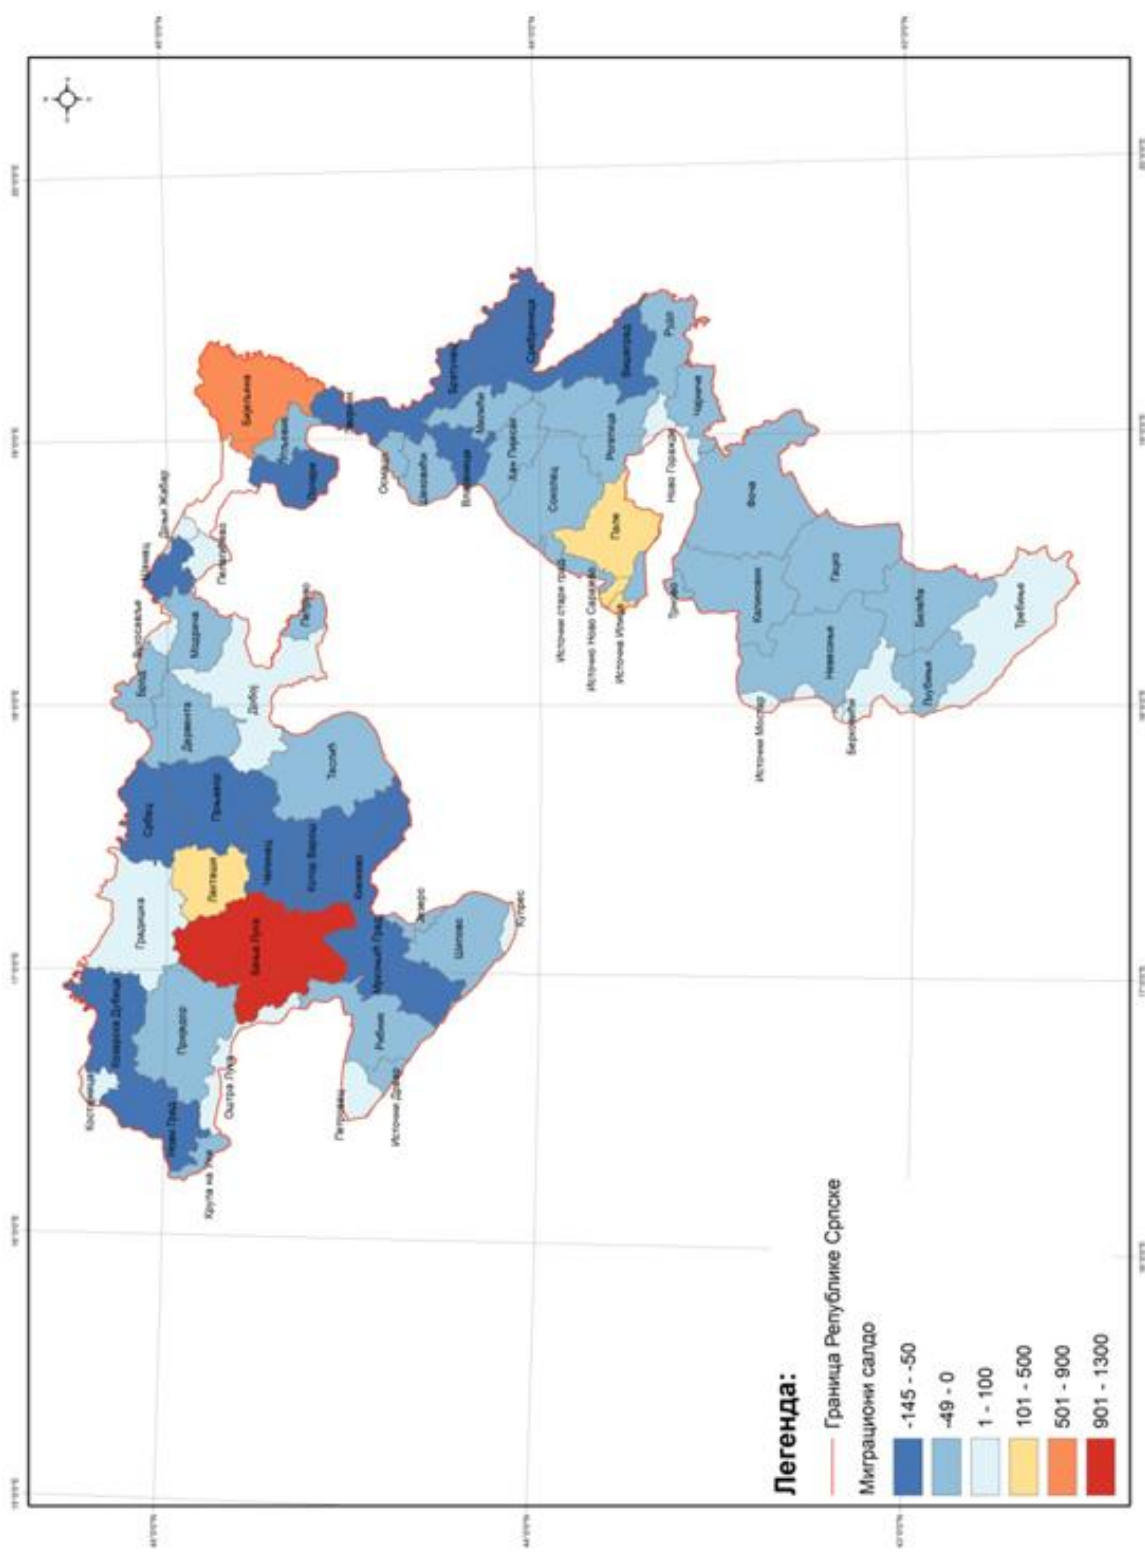 Костајница
Козарска Дубица
Нови Град
Крупа на Уни
Приједор
Оштра Лука
Градишка
Лакташи
Бања Лука
Србац
Прњавор
Челинац
Котор Варош
Кнежево
Мркоњић Град
Језеро
Шипово
Купрес
Рибник
Петровац
Источни Дрвар
Теслић
Дервента
Брод
Вукосавље
Модрича
Добој
Петрово
Шамац
Доњи Жабар
Пелагићево
Бијељина
Угљевик
Лопаре
Зворник
Осмаци
Шековићи
Власеница
Милићи
Братунац
Сребреница
Хан Пијесак
Соколац
Рогатица
Вишеград
Рудо
Чајниче
Ново Горажде
Пале
Источни стари град
Источно Ново Сарајево
Источна Илиџа
Трново
Фоча
Калиновик
Гацко
Невесиње
Источни Мостар
Берковићи
Билећа
Љубиње
Требиње
Легенда:
Граница Републике Српске
Миграциони салдо
-145 - -50
-49 - 0
1 - 100
101 - 500
501 - 900
901 - 1300